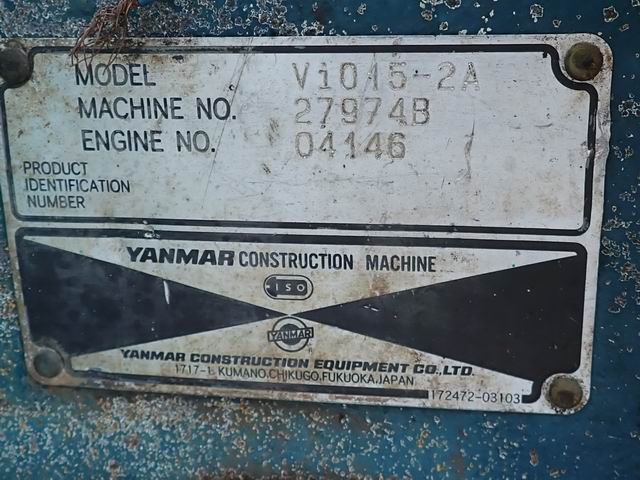 MODEL ViO15-2A
MACHINE NO. 27974B
ENGINE NO. 04146
PRODUCT
IDENTIFICATION
NUMBER
YANMAR CONSTRUCTION MACHINE
ISO
YANMAR
YANMAR CONSTRUCTION EQUIPMENT CO.,LTD.
1717-1, KUMANO,CHIKUGO,FUKUOKA,JAPAN
172472-03103